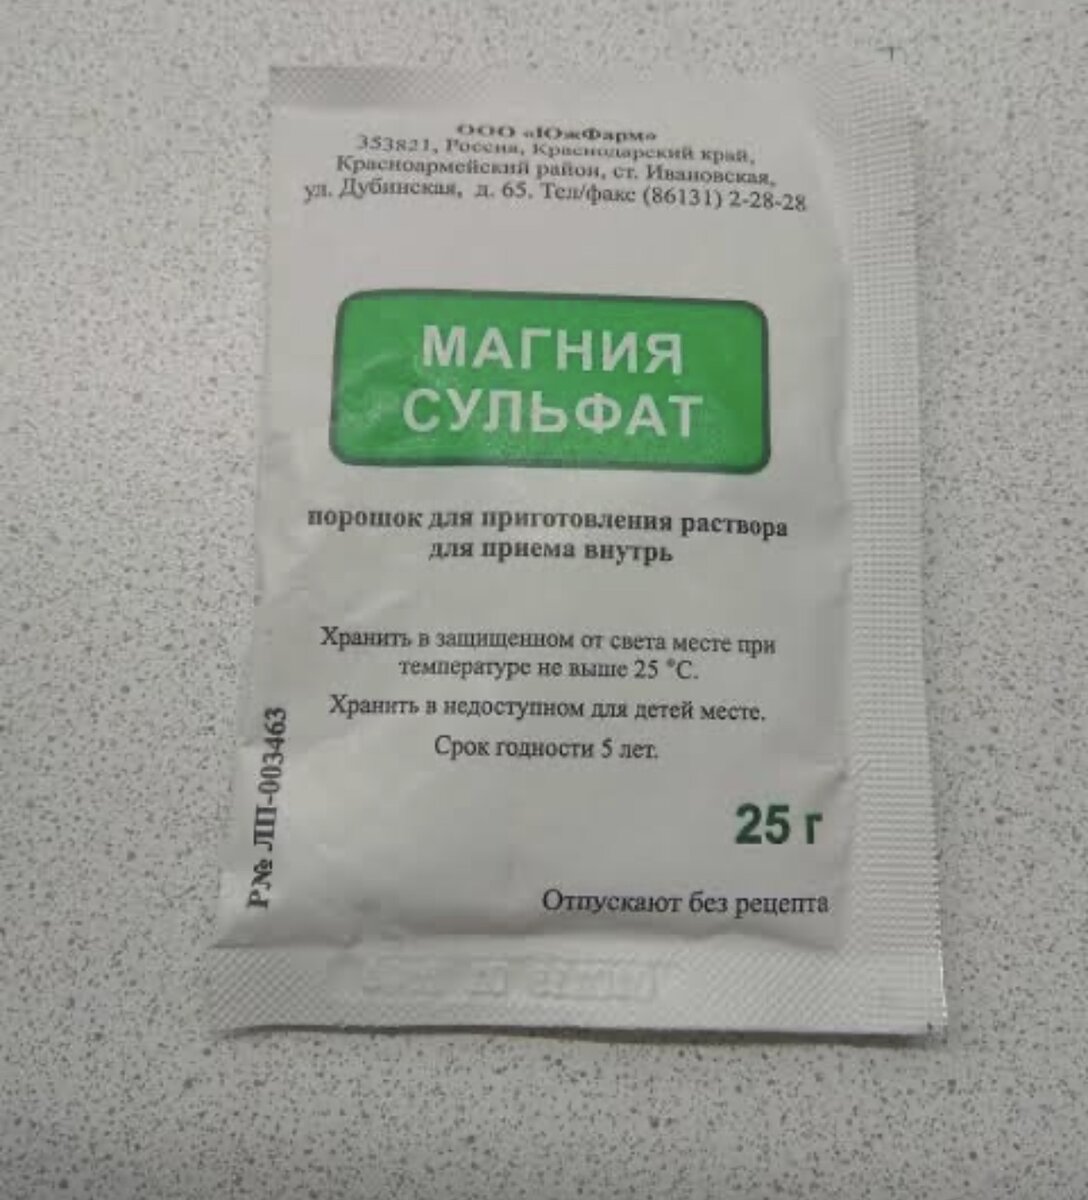 ООО «ЮжФарм»
353821, Россия, Краснодарский край,
Красноармейский район, ст. Ивановская,
ул. Дубинская, д. 65. Тел/факс (86131) 2-28-28
МАГНИЯ
СУЛЬФАТ
порошок для приготовления раствора
для приема внутрь
Хранить в защищенном от света месте при
температуре не выше 25 °С.
Хранить в недоступном для детей месте.
Срок годности 5 лет.
Р№ ЛП-003463
25 г
Отпускают без рецепта